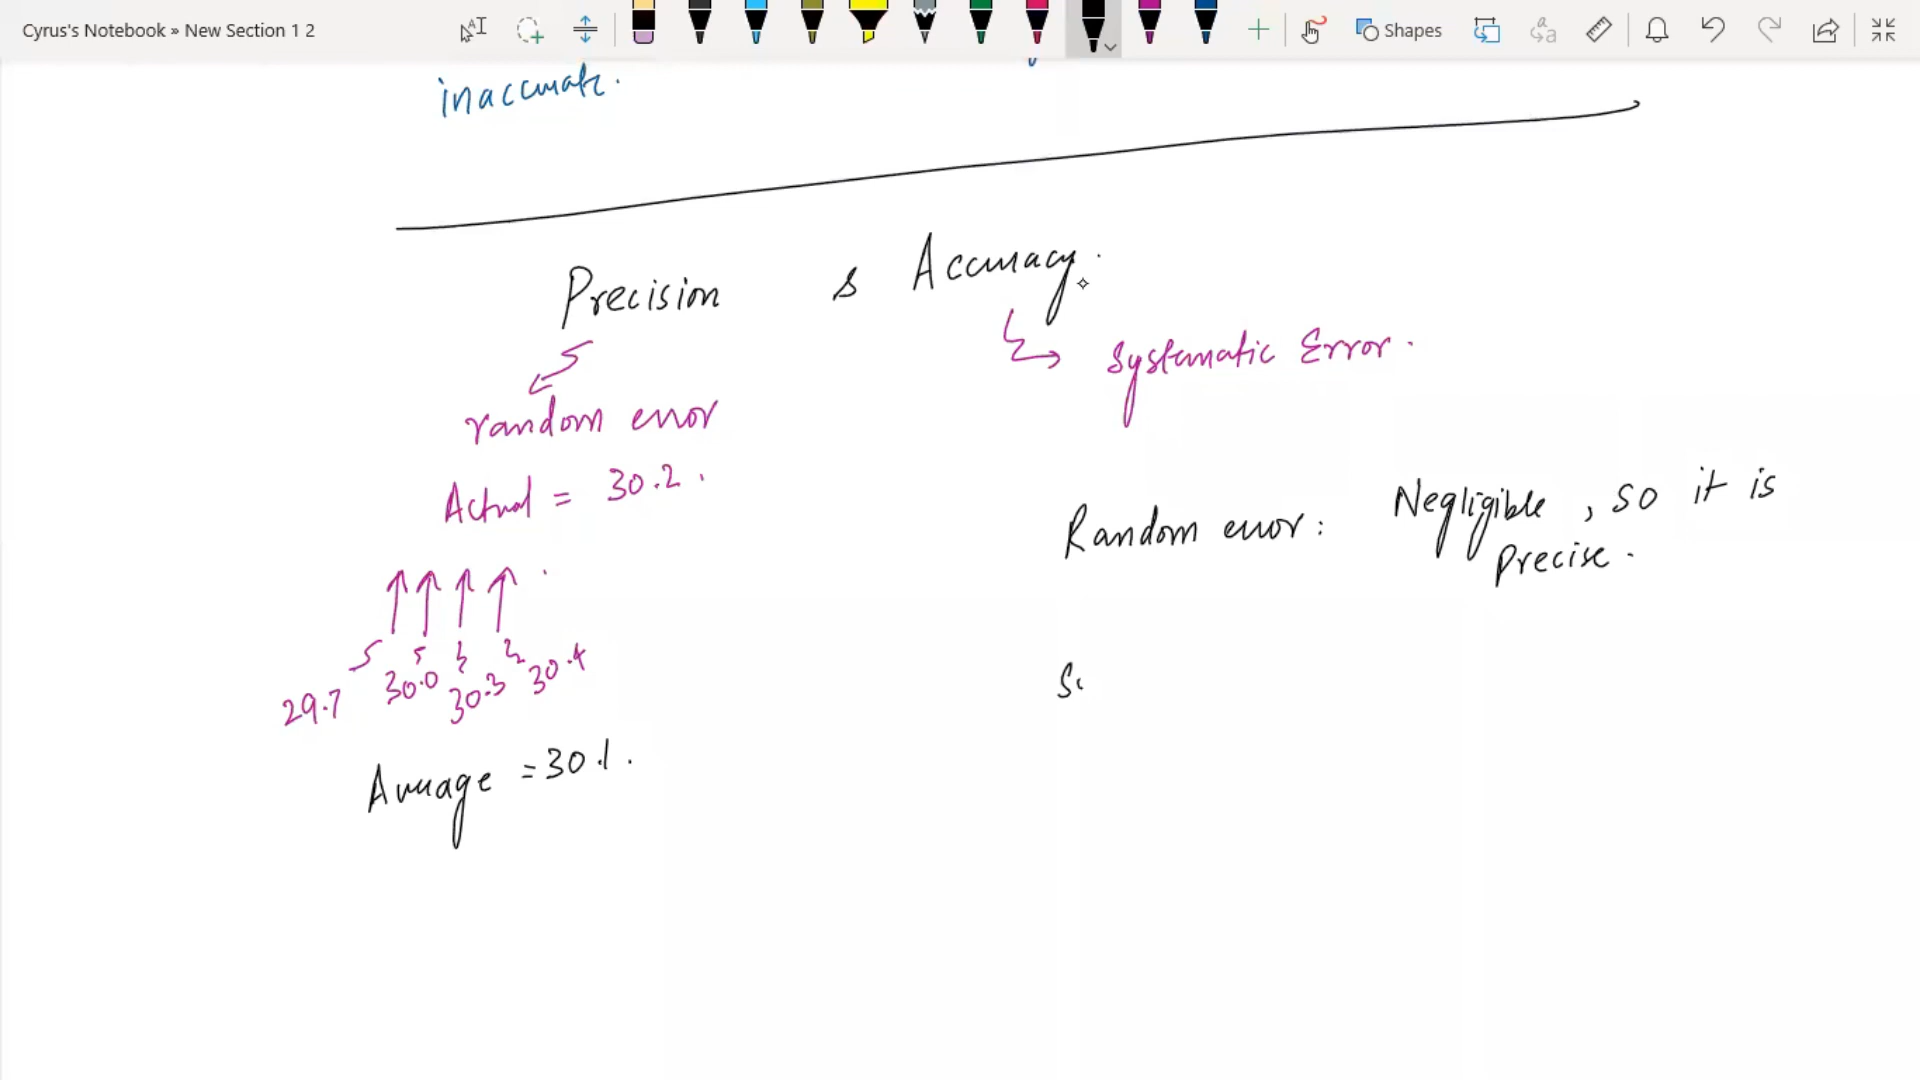 Cyrus's Notebook » New Section 1 2
Shapes
inaccurate.
Precision & Accuracy.
Systematic Error.
random error
Actual = 30.2.
Random error: Negligible, so it is
precise.
29.7 30.0 30.3 30.4
Average = 30.1.